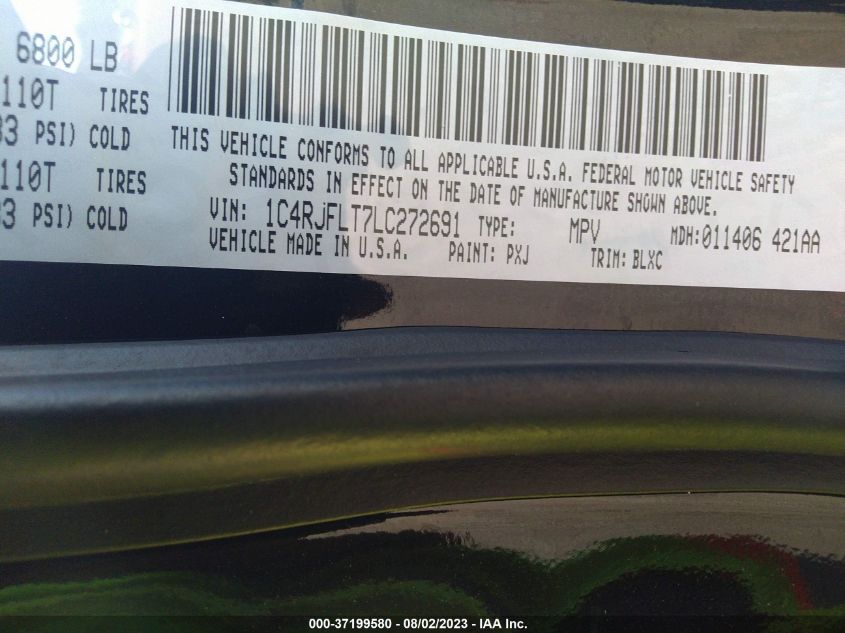 6800 LB
110T TIRES
33 PSI) COLD
110T TIRES
33 PSI) COLD
THIS VEHICLE CONFORMS TO ALL APPLICABLE U.S.A. FEDERAL MOTOR VEHICLE SAFETY
STANDARDS IN EFFECT ON THE DATE OF MANUFACTURE SHOWN ABOVE.
VIN: 1C4RJFLT7LC272691 TYPE: MPV MDH:011406 421AA
VEHICLE MADE IN U.S.A. PAINT: PXJ TRIM: BLXC
000-37199580 - 08/02/2023 - IAA Inc.